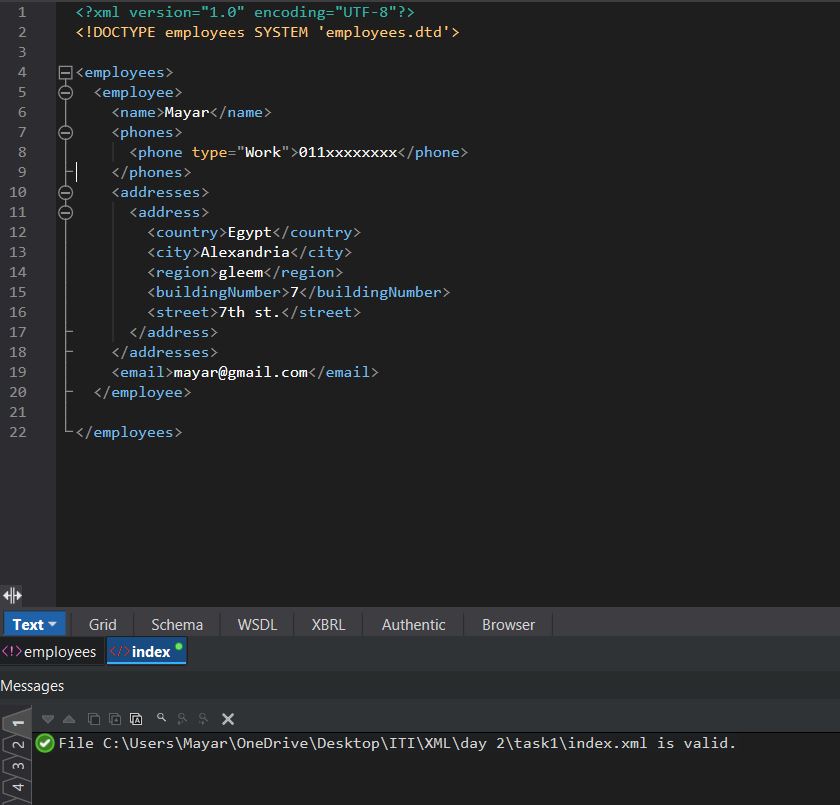 1 <?xml version="1.0" encoding="UTF-8"?>
2 <!DOCTYPE employees SYSTEM 'employees.dtd'>
3
4 <employees>
5 <employee>
6 <name>Mayar</name>
7 <phones>
8 <phone type="Work">011xxxxxxxx</phone>
9 </phones>
10 <addresses>
11 <address>
12 <country>Egypt</country>
13 <city>Alexandria</city>
14 <region>gleem</region>
15 <buildingNumber>7</buildingNumber>
16 <street>7th st.</street>
17 </address>
18 </addresses>
19 <email>mayar@gmail.com</email>
20 </employee>
21
22 </employees>
Text Grid Schema WSDL XBRL Authentic Browser
<!> employees </> index
Messages
1
File C:\Users\Mayar\OneDrive\Desktop\ITI\XML\day 2\task1\index.xml is valid.
2
3
4